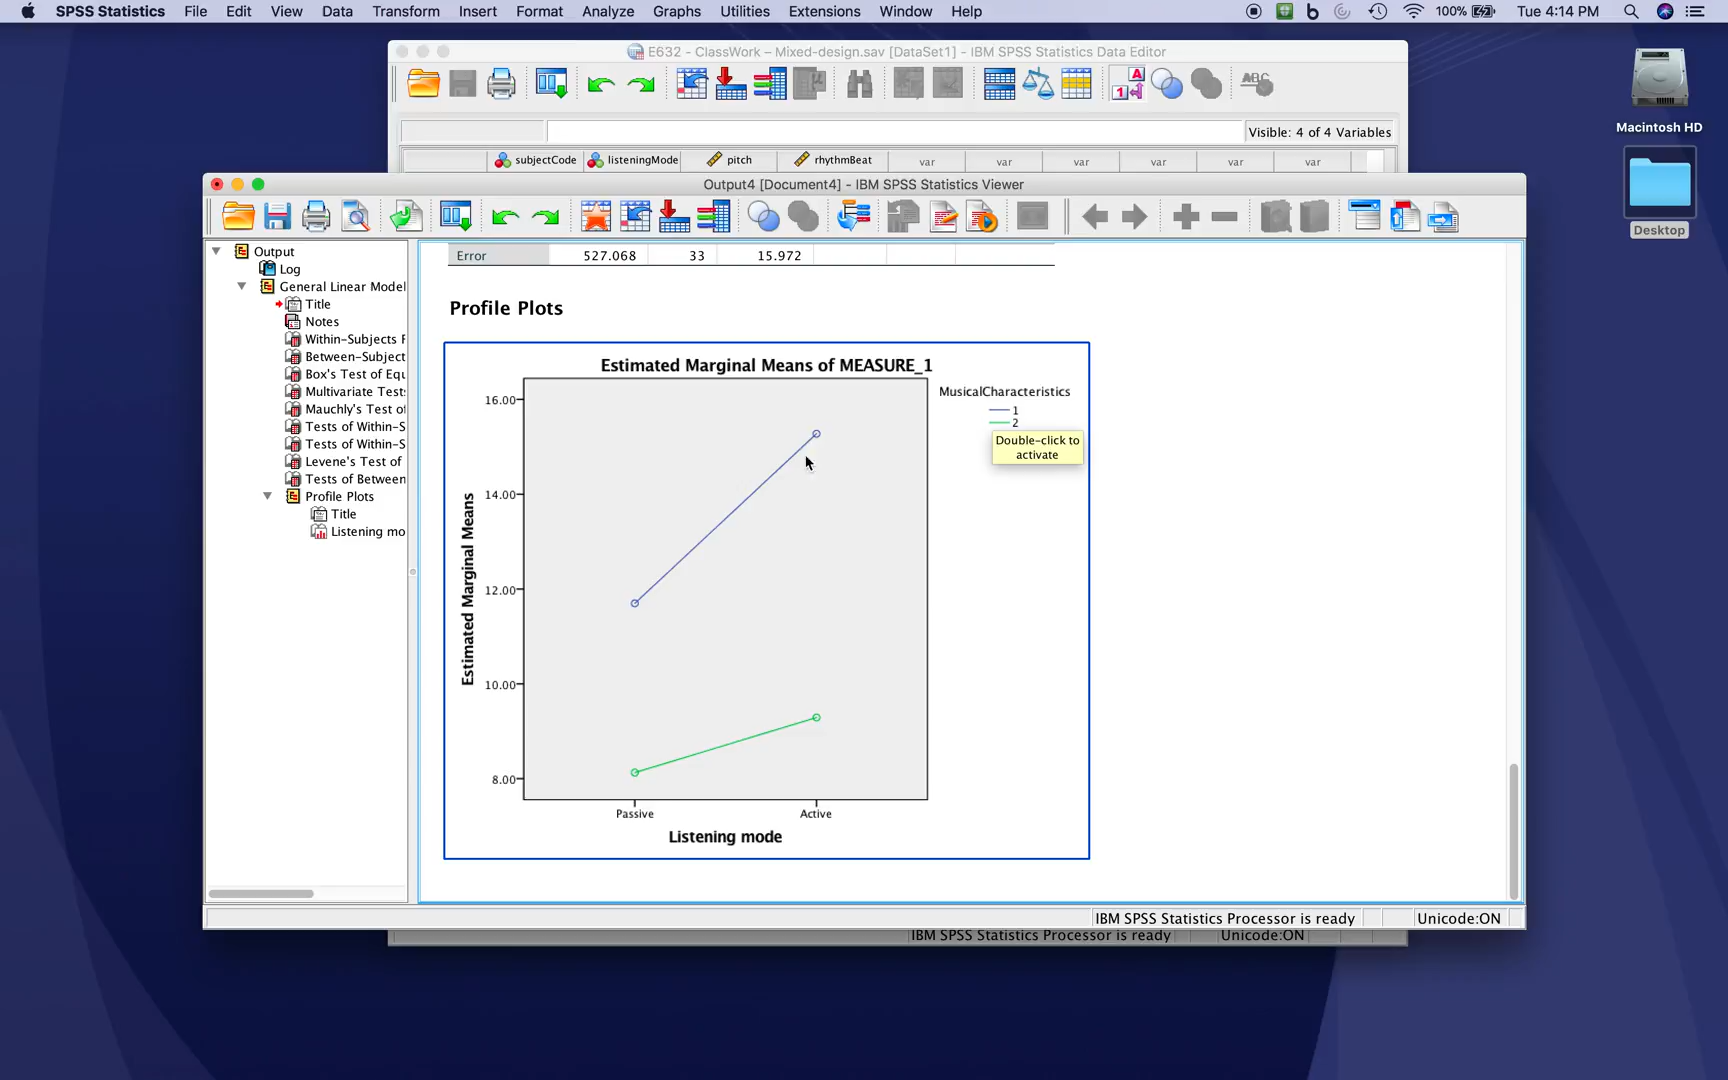 SPSS Statistics File Edit View Data Transform Insert Format Analyze Graphs Utilities Extensions Window Help 100% Tue 4:14 PM
E632 - ClassWork – Mixed-design.sav [DataSet1] - IBM SPSS Statistics Data Editor
Visible: 4 of 4 Variables
subjectCode listeningMode pitch rhythmBeat var var var var var
Macintosh HD
Desktop
Output4 [Document4] - IBM SPSS Statistics Viewer
Output
Log
General Linear Model
Title
Notes
Within-Subjects F
Between-Subject
Box's Test of Equ
Multivariate Test
Mauchly's Test o
Tests of Within-S
Tests of Within-S
Levene's Test of
Tests of Between
Profile Plots
Title
Listening mo
Error 527.068 33 15.972
Profile Plots
Estimated Marginal Means of MEASURE_1
MusicalCharacteristics
1
2
Double-click to
activate
Estimated Marginal Means
16.00
14.00
12.00
10.00
8.00
Passive Active
Listening mode
IBM SPSS Statistics Processor is ready Unicode:ON
IBM SPSS Statistics Processor is ready Unicode:ON